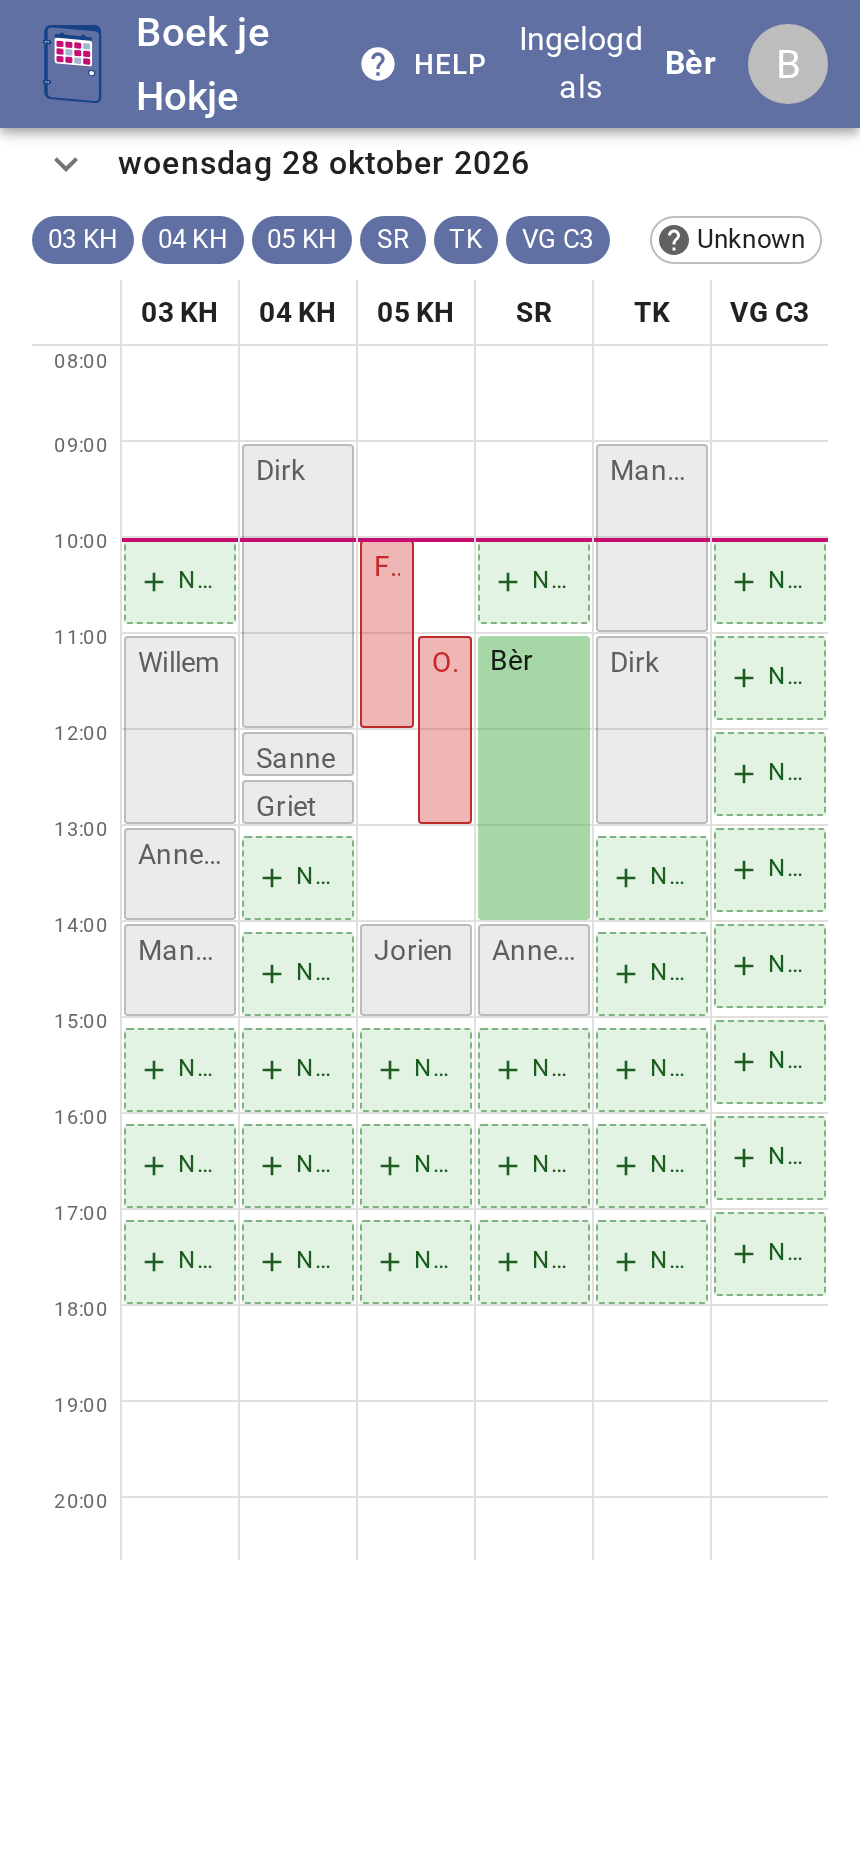 Boek je
Hokje
HELP
Ingelogd
als
Bèr
B
woensdag 28 oktober 2026
03 KH
04 KH
05 KH
SR
TK
VG C3
Unknown
03 KH
04 KH
05 KH
SR
TK
VG C3
08:00
09:00
Dirk
Man...
10:00
F..
+ N...
+ N...
+ N...
11:00
Willem
O.
Bèr
Dirk
+ N...
12:00
Sanne
+ N...
Griet
13:00
Anne...
+ N...
+ N...
+ N...
14:00
Man...
+ N...
Jorien
Anne...
+ N...
+ N...
15:00
+ N...
+ N...
+ N...
+ N...
+ N...
+ N...
16:00
+ N...
+ N...
+ N...
+ N...
+ N...
+ N...
17:00
+ N...
+ N...
+ N...
+ N...
+ N...
+ N...
18:00
19:00
20:00